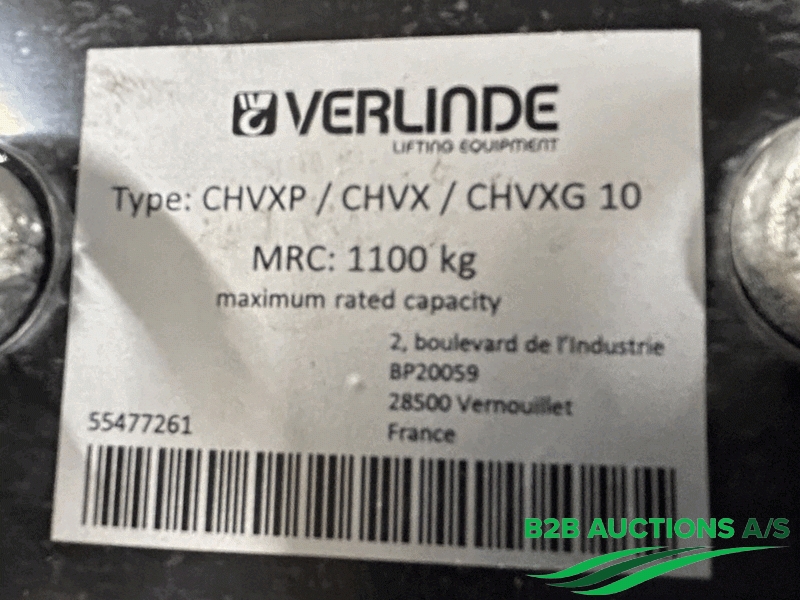 VERLINDE
LIFTING EQUIPMENT
Type: CHVXP / CHVX / CHVXG 10
MRC: 1100 kg
maximum rated capacity
2, boulevard de l'Industrie
BP20059
28500 Vernouillet
France
55477261
B2B AUCTIONS A/S